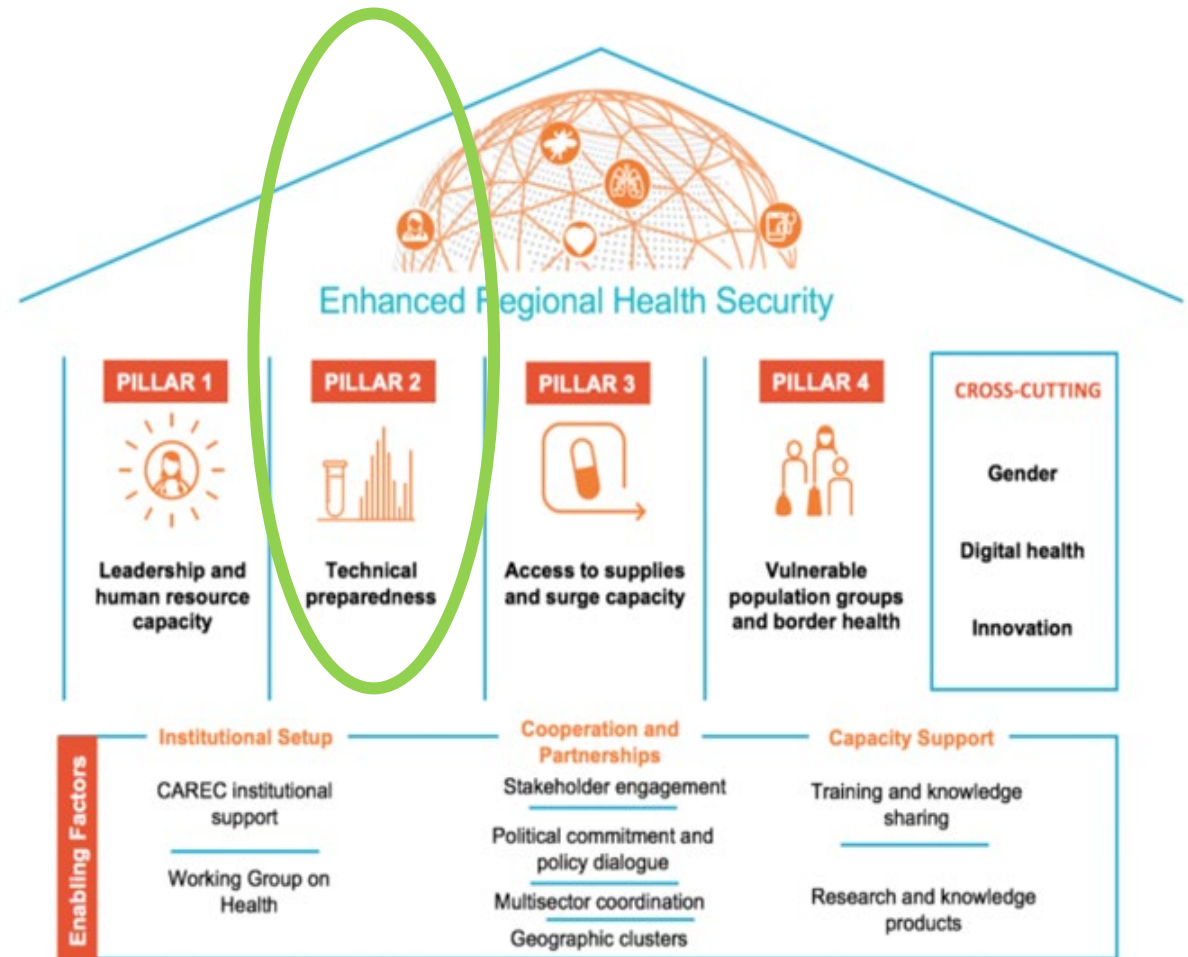 Enhanced Regional Health Security
PILLAR 1
Leadership and
human resource
capacity
PILLAR 2
Technical
preparedness
PILLAR 3
Access to supplies
and surge capacity
PILLAR 4
Vulnerable
population groups
and border health
CROSS-CUTTING
Gender
Digital health
Innovation
Enabling Factors
Institutional Setup
CAREC institutional
support
Working Group on
Health
Cooperation and
Partnerships
Stakeholder engagement
Political commitment and
policy dialogue
Multisector coordination
Geographic clusters
Capacity Support
Training and knowledge
sharing
Research and knowledge
products